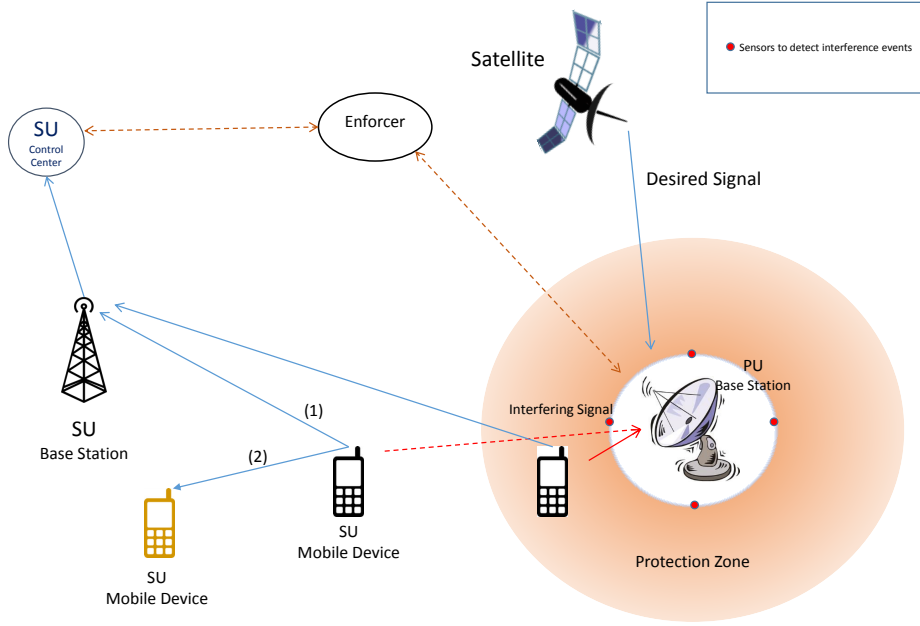 Sensors to detect interference events
Satellite
SU
Control
Center
Enforcer
Desired Signal
PU
Base Station
Interfering Signal
(1)
SU
Base Station
(2)
SU
Mobile Device
Protection Zone
SU
Mobile Device